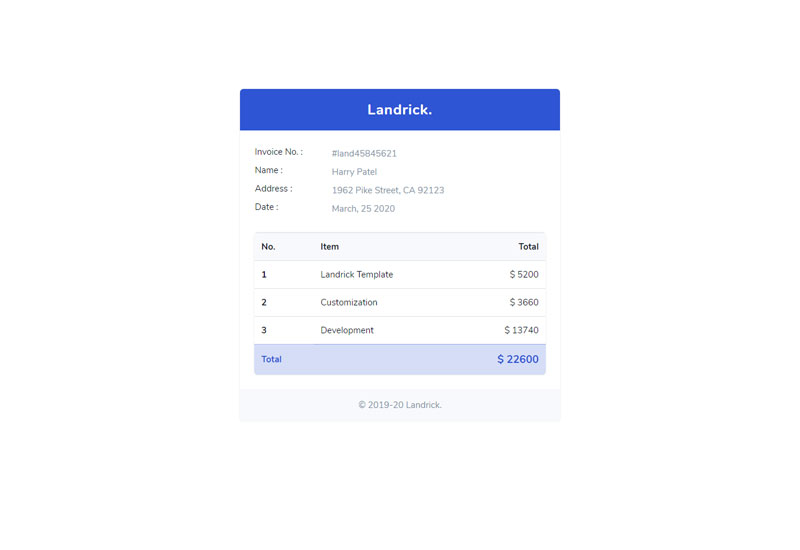 Landrick.
Invoice No. : #land45845621
Name : Harry Patel
Address : 1962 Pike Street, CA 92123
Date : March, 25 2020
No. Item Total
1 Landrick Template $ 5200
2 Customization $ 3660
3 Development $ 13740
Total $ 22600
© 2019-20 Landrick.